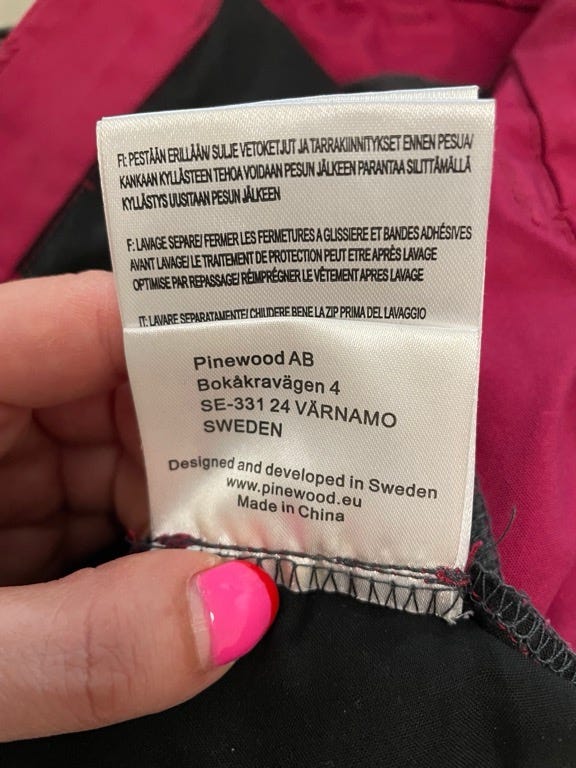 FI: PESTÄÄN ERILLÄÄN/ SULJE VETOKETJUT JA TARRAKIINNITYKSET ENNEN PESUA/
KANKAAN KYLLÄSTEEN TEHOA VOIDAAN PESUN JÄLKEEN PARANTAA SILITTÄMÄLLÄ
KYLLÄSTYS UUSITAAN PESUN JÄLKEEN
F: LAVAGE SEPARE/ FERMER LES FERMETURES A GLISSIERE ET BANDES ADHÉSIVES
AVANT LAVAGE/ LE TRAITEMENT DE PROTECTION PEUT ETRE APRÈS LAVAGE
OPTIMISE PAR REPASSAGE/ RÉIMPRÉGNER LE VÊTEMENT APRES LAVAGE
IT: LAVARE SEPARATAMENTE/ CHIUDERE BENE LA ZIP PRIMA DEL LAVAGGIO
Pinewood AB
Bokåkravägen 4
SE-331 24 VÄRNAMO
SWEDEN
Designed and developed in Sweden
www.pinewood.eu
Made in China